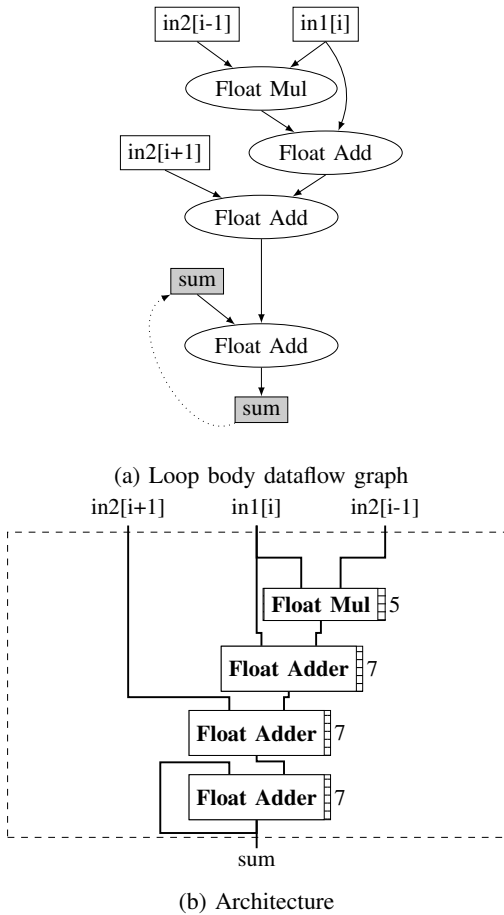 in2[i-1] in1[i]
Float Mul
in2[i+1] Float Add
Float Add
sum
Float Add
sum
(a) Loop body dataflow graph
in2[i+1] in1[i] in2[i-1]
Float Mul 5
Float Adder 7
Float Adder 7
Float Adder 7
sum
(b) Architecture